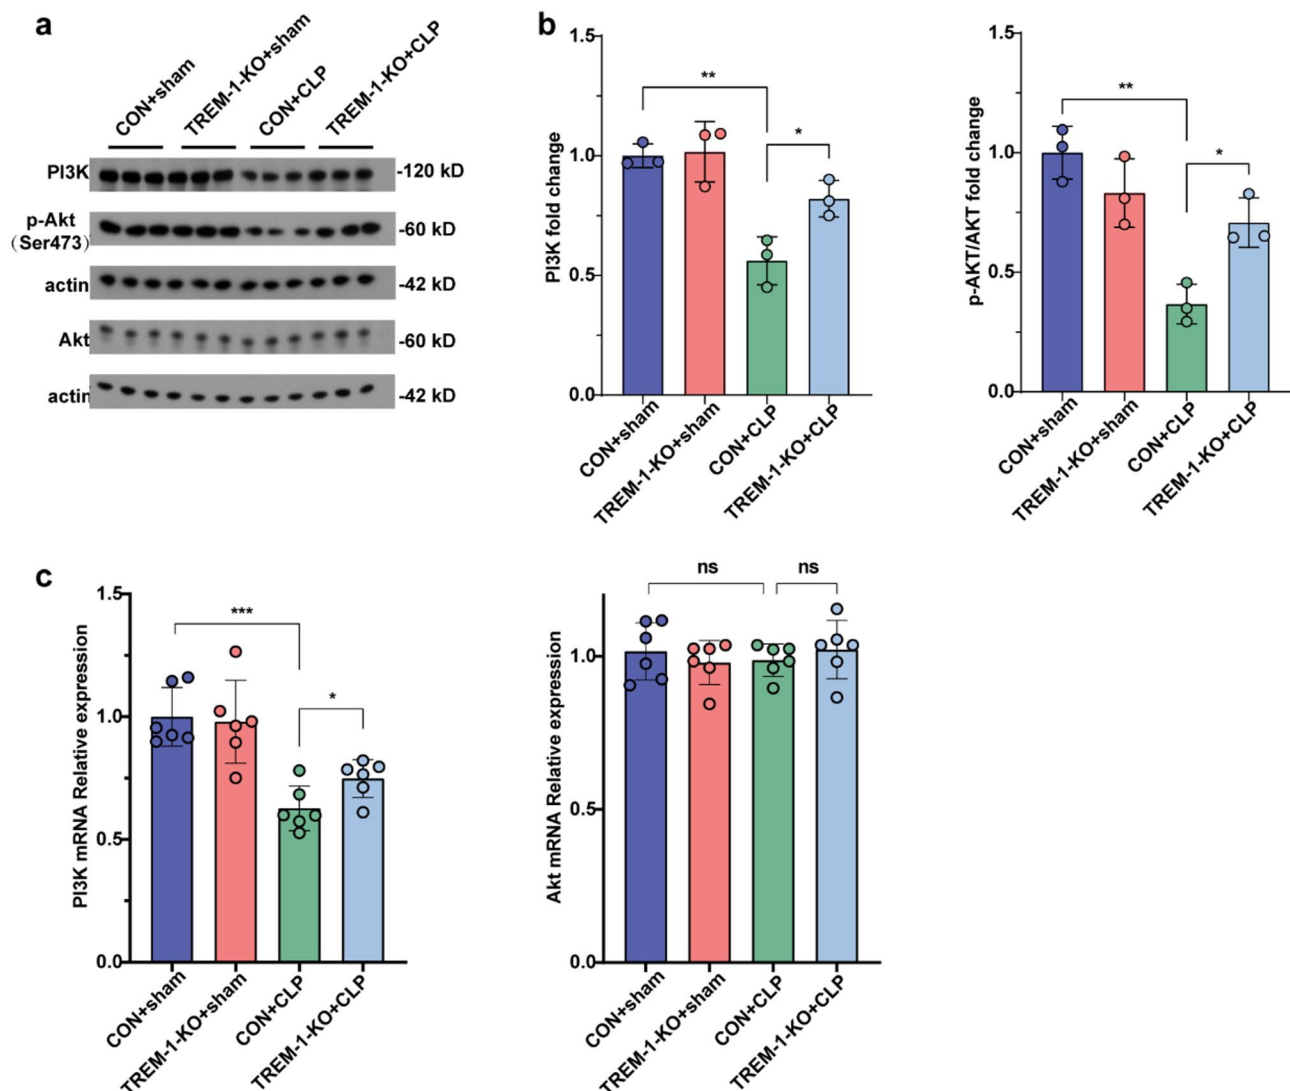 a
CON+sham
TREM-1-KO+sham
CON+CLP
TREM-1-KO+CLP
PI3K
-120 kD
p-Akt
(Ser473)
-60 kD
actin
-42 kD
Akt
-60 kD
actin
-42 kD
b
PI3K fold change
1.5
1.0
0.5
0.0
**
*
CON+sham
TREM-1-KO+sham
CON+CLP
TREM-1-KO+CLP
p-AKT/AKT fold change
1.5
1.0
0.5
0.0
**
*
CON+sham
TREM-1-KO+sham
CON+CLP
TREM-1-KO+CLP
c
PI3K mRNA Relative expression
1.5
1.0
0.5
0.0
***
*
CON+sham
TREM-1-KO+sham
CON+CLP
TREM-1-KO+CLP
Akt mRNA Relative expression
1.0
0.5
0.0
ns
ns
CON+sham
TREM-1-KO+sham
CON+CLP
TREM-1-KO+CLP